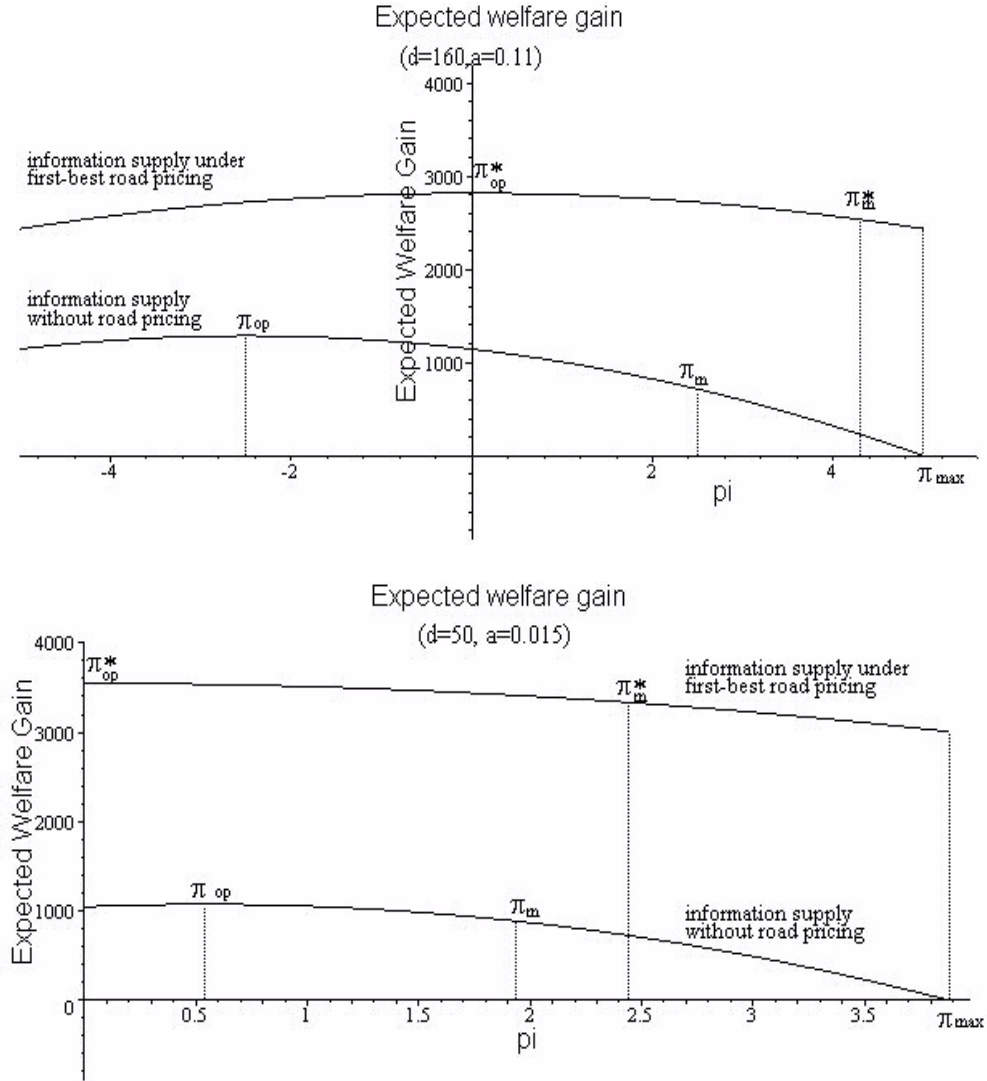 Expected welfare gain
(d=160,a=0.11)
4000
Expected Welfare Gain
information supply under
first-best road pricing
3000
π*op
π*m
2000
information supply
without road pricing
πop
1000
πm
-4
-2
2
4
πmax
pi
Expected welfare gain
(d=50, a=0.015)
4000
Expected Welfare Gain
π*op
π*m
information supply under
first-best road pricing
3000
2000
π op
1000
πm
information supply
without road pricing
0
0.5
1
1.5
2
2.5
3
3.5
πmax
pi